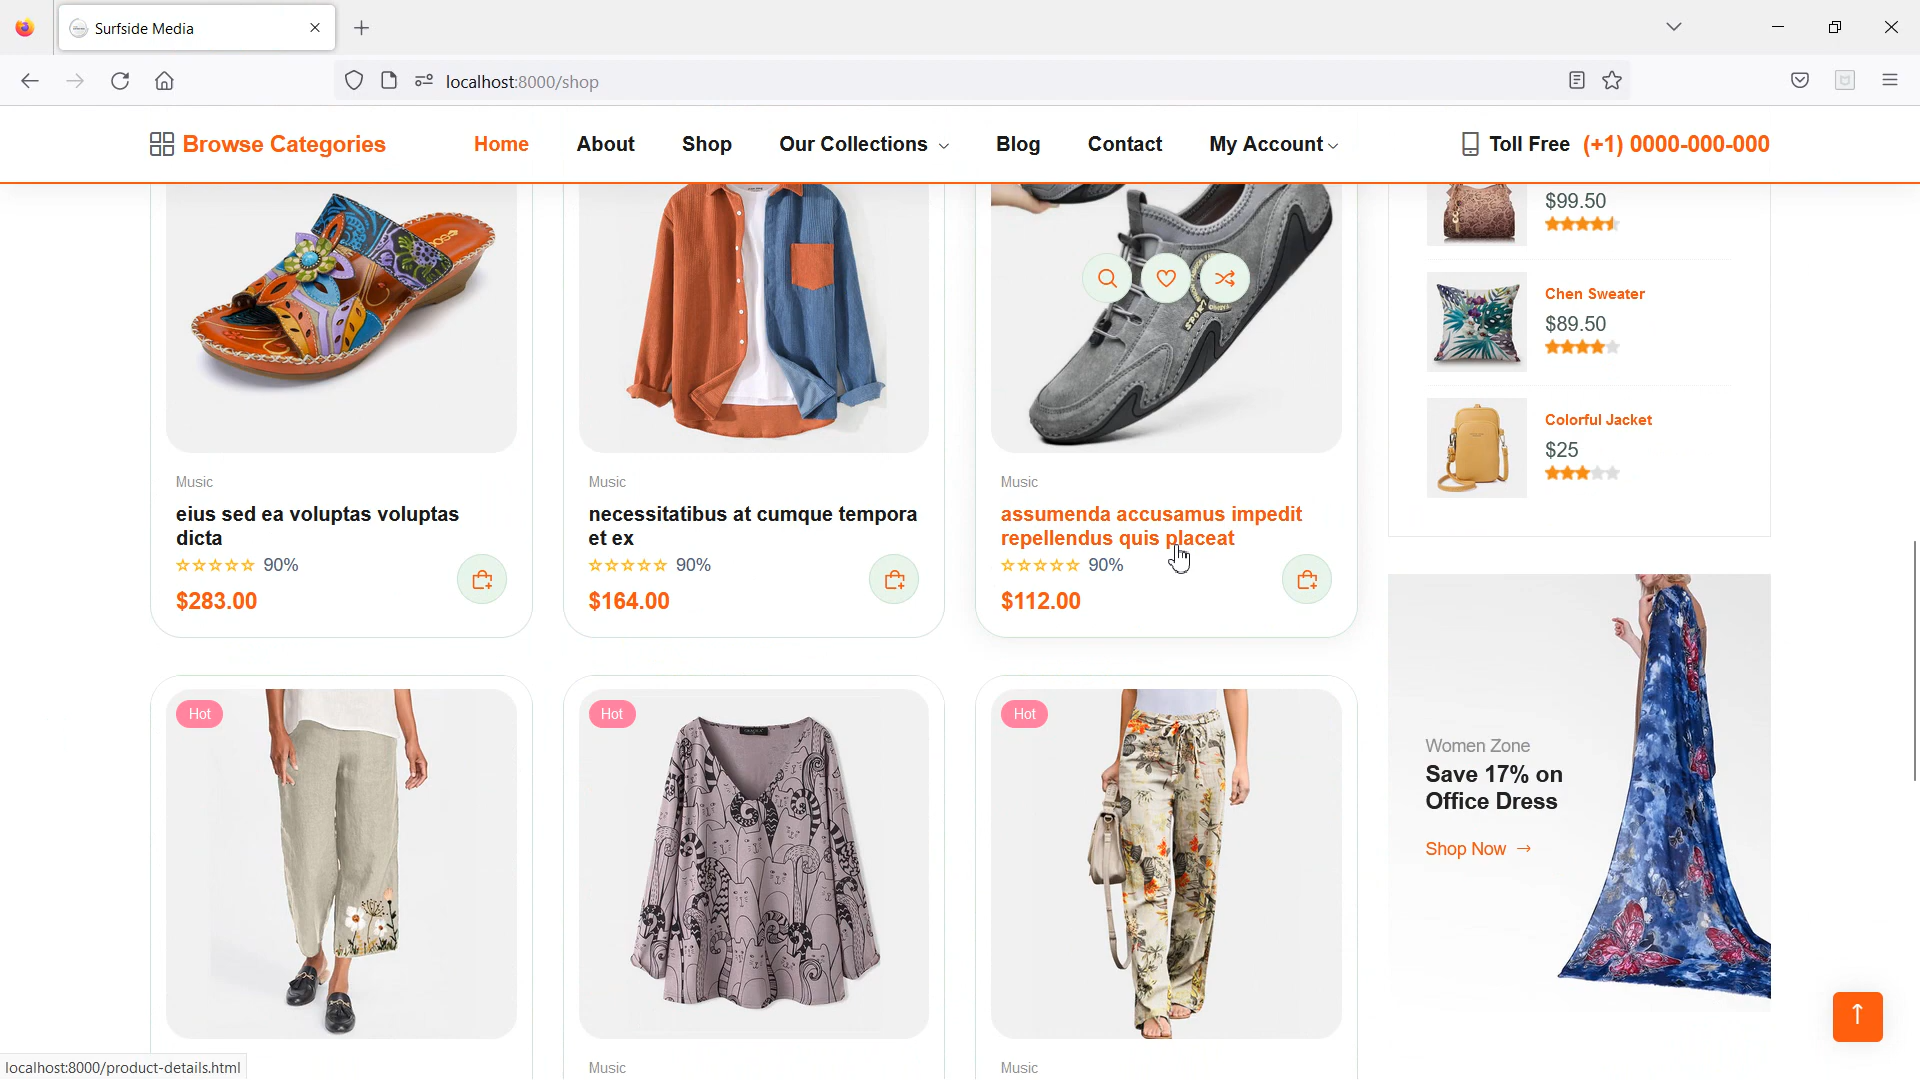 Surfside Media
localhost:8000/shop
Browse Categories
Home
About
Shop
Our Collections
Blog
Contact
My Account
Toll Free (+1) 0000-000-000
Music
eius sed ea voluptas voluptas
dicta
90%
$283.00
Music
necessitatibus at cumque tempora
et ex
90%
$164.00
SPORT
Music
assumenda accusamus impedit
repellendus quis placeat
90%
$112.00
$99.50
Chen Sweater
$89.50
Colorful Jacket
$25
Hot
Hot
Music
Hot
Music
Women Zone
Save 17% on
Office Dress
Shop Now →
localhost:8000/product-details.html